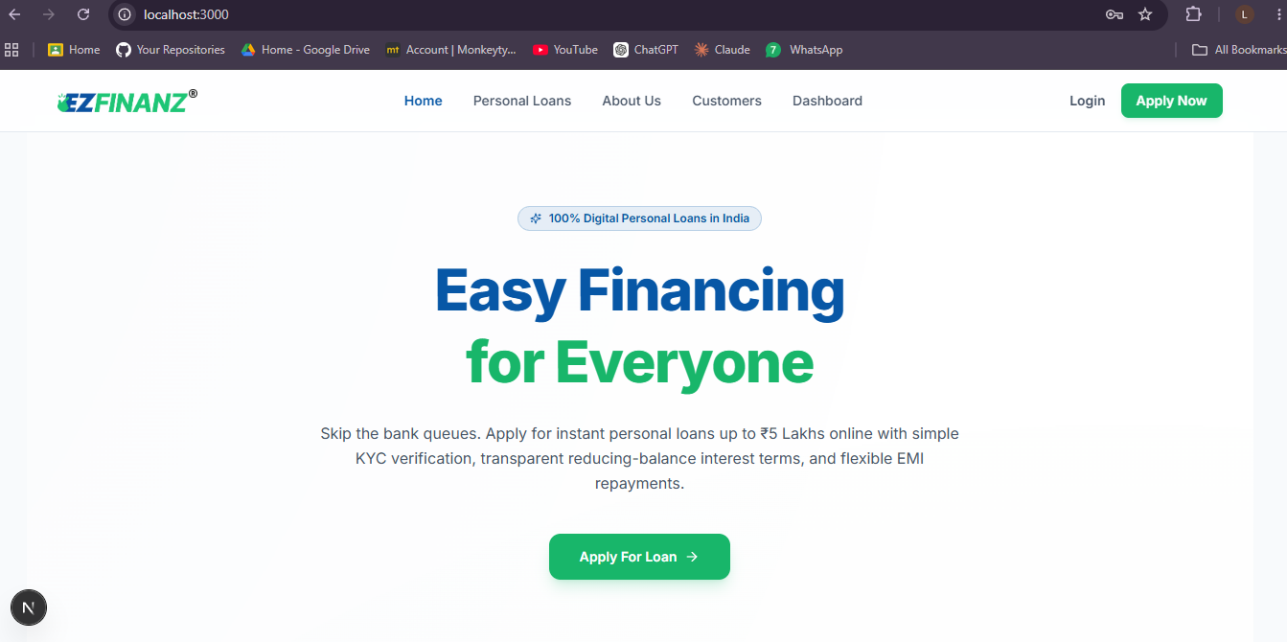 localhost:3000
L
Home
Your Repositories
Home - Google Drive
mt Account | Monkeyty...
YouTube
ChatGPT
Claude
7 WhatsApp
All Bookmarks
EZFINANZ®
Home
Personal Loans
About Us
Customers
Dashboard
Login
Apply Now
100% Digital Personal Loans in India
Easy Financing
for Everyone
Skip the bank queues. Apply for instant personal loans up to ₹5 Lakhs online with simple
KYC verification, transparent reducing-balance interest terms, and flexible EMI
repayments.
Apply For Loan →
N